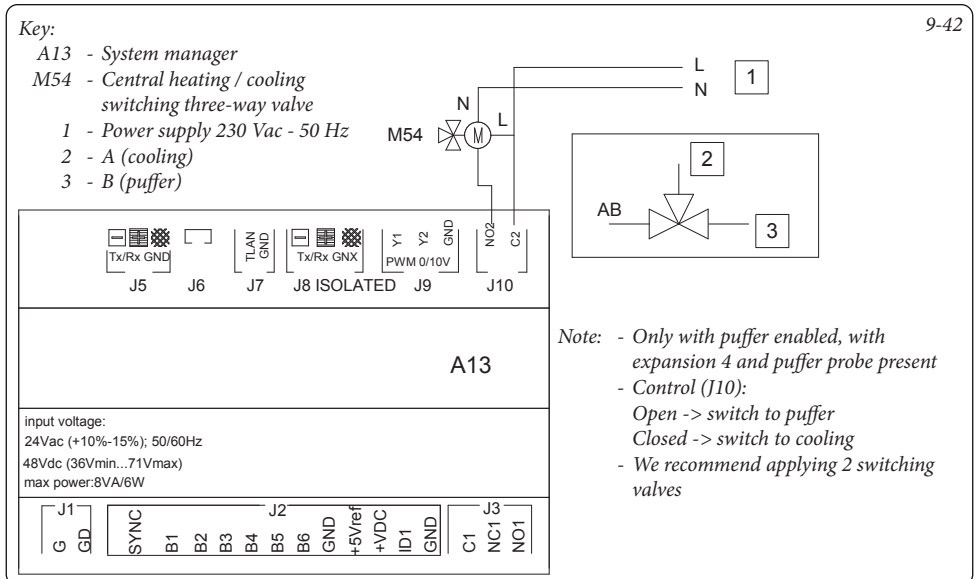 Key:
9-42
A13 - System manager
M54 - Central heating / cooling
switching three-way valve
1 - Power supply 230 Vac - 50 Hz
2 - A (cooling)
3 - B (puffer)
L
N
1
N
L
M54
M
2
AB
3
NO2
C2
Tx/Rx GND
TLAN
GND
Tx/Rx GNX
Y1
Y2
GND
PWM 0/10V
J5
J6
J7
J8 ISOLATED
J9
J10
A13
Note: - Only with puffer enabled, with
expansion 4 and puffer probe present
- Control (J10):
Open -> switch to puffer
Closed -> switch to cooling
- We recommend applying 2 switching
valves
input voltage:
24Vac (+10%-15%); 50/60Hz
48Vdc (36Vmin...71Vmax)
max power:8VA/6W
J1
J2
J3
G
GD
SYNC
B1
B2
B3
B4
B5
B6
GND
+5Vref
+VDC
ID1
GND
C1
NC1
NO1